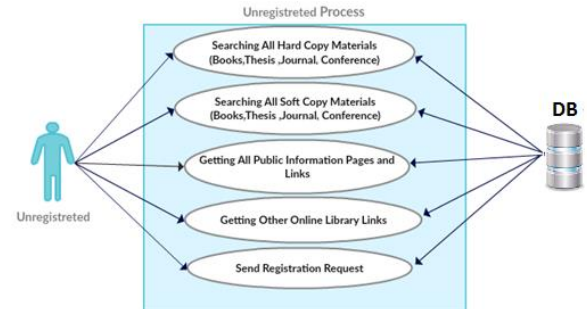 Unregistreted Process
Searching All Hard Copy Materials
(Books,Thesis ,Journal, Conference)
Searching All Soft Copy Materials
(Books,Thesis ,Journal, Conference)
DB
Getting All Public Information Pages and
Links
Unregistreted
Getting Other Online Library Links
Send Registration Request